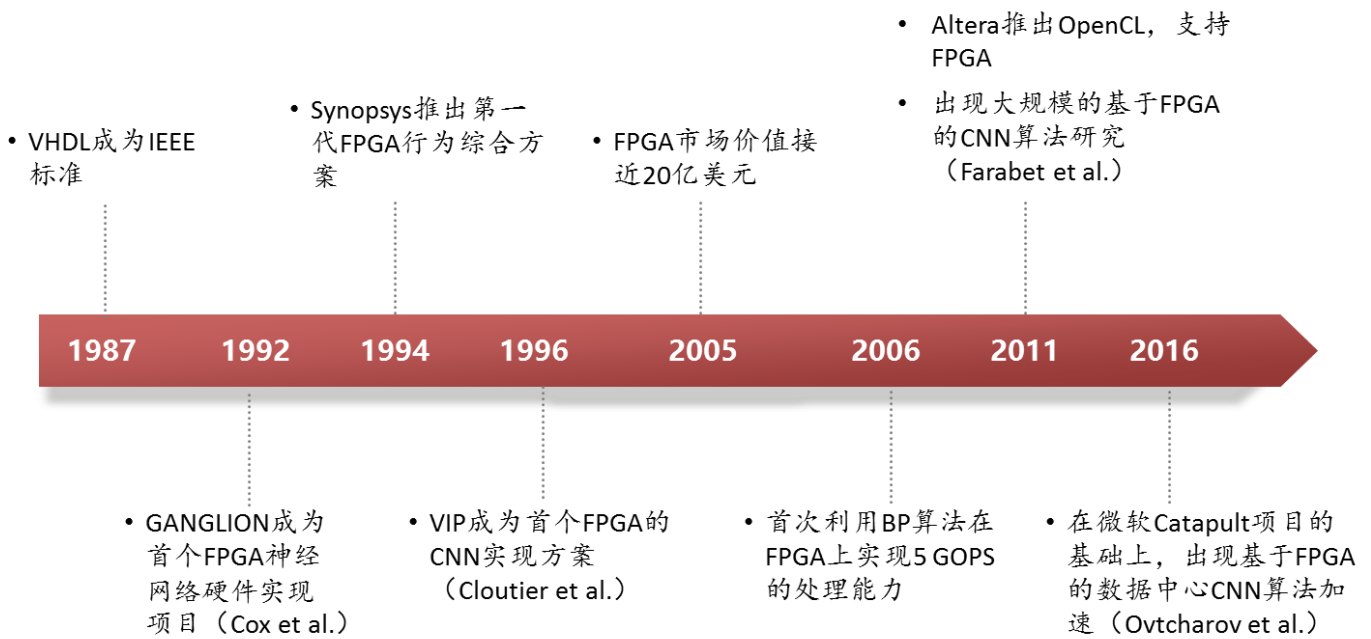 • Altera推出OpenCL，支持
FPGA
• 出现大规模的基于FPGA
的CNN算法研究
（Farabet et al.）
• Synopsys推出第一
代FPGA行为综合方
案
• VHDL成为IEEE
标准
• FPGA市场价值接
近20亿美元
1987 1992 1994 1996 2005 2006 2011 2016
• GANGLION成为
首个FPGA神经
网络硬件实现
项目（Cox et al.）
• VIP成为首个FPGA的
CNN实现方案
（Cloutier et al.）
• 首次利用BP算法在
FPGA上实现5 GOPS
的处理能力
• 在微软Catapult项目的
基础上，出现基于FPGA
的数据中心CNN算法加
速（Ovtcharov et al.）